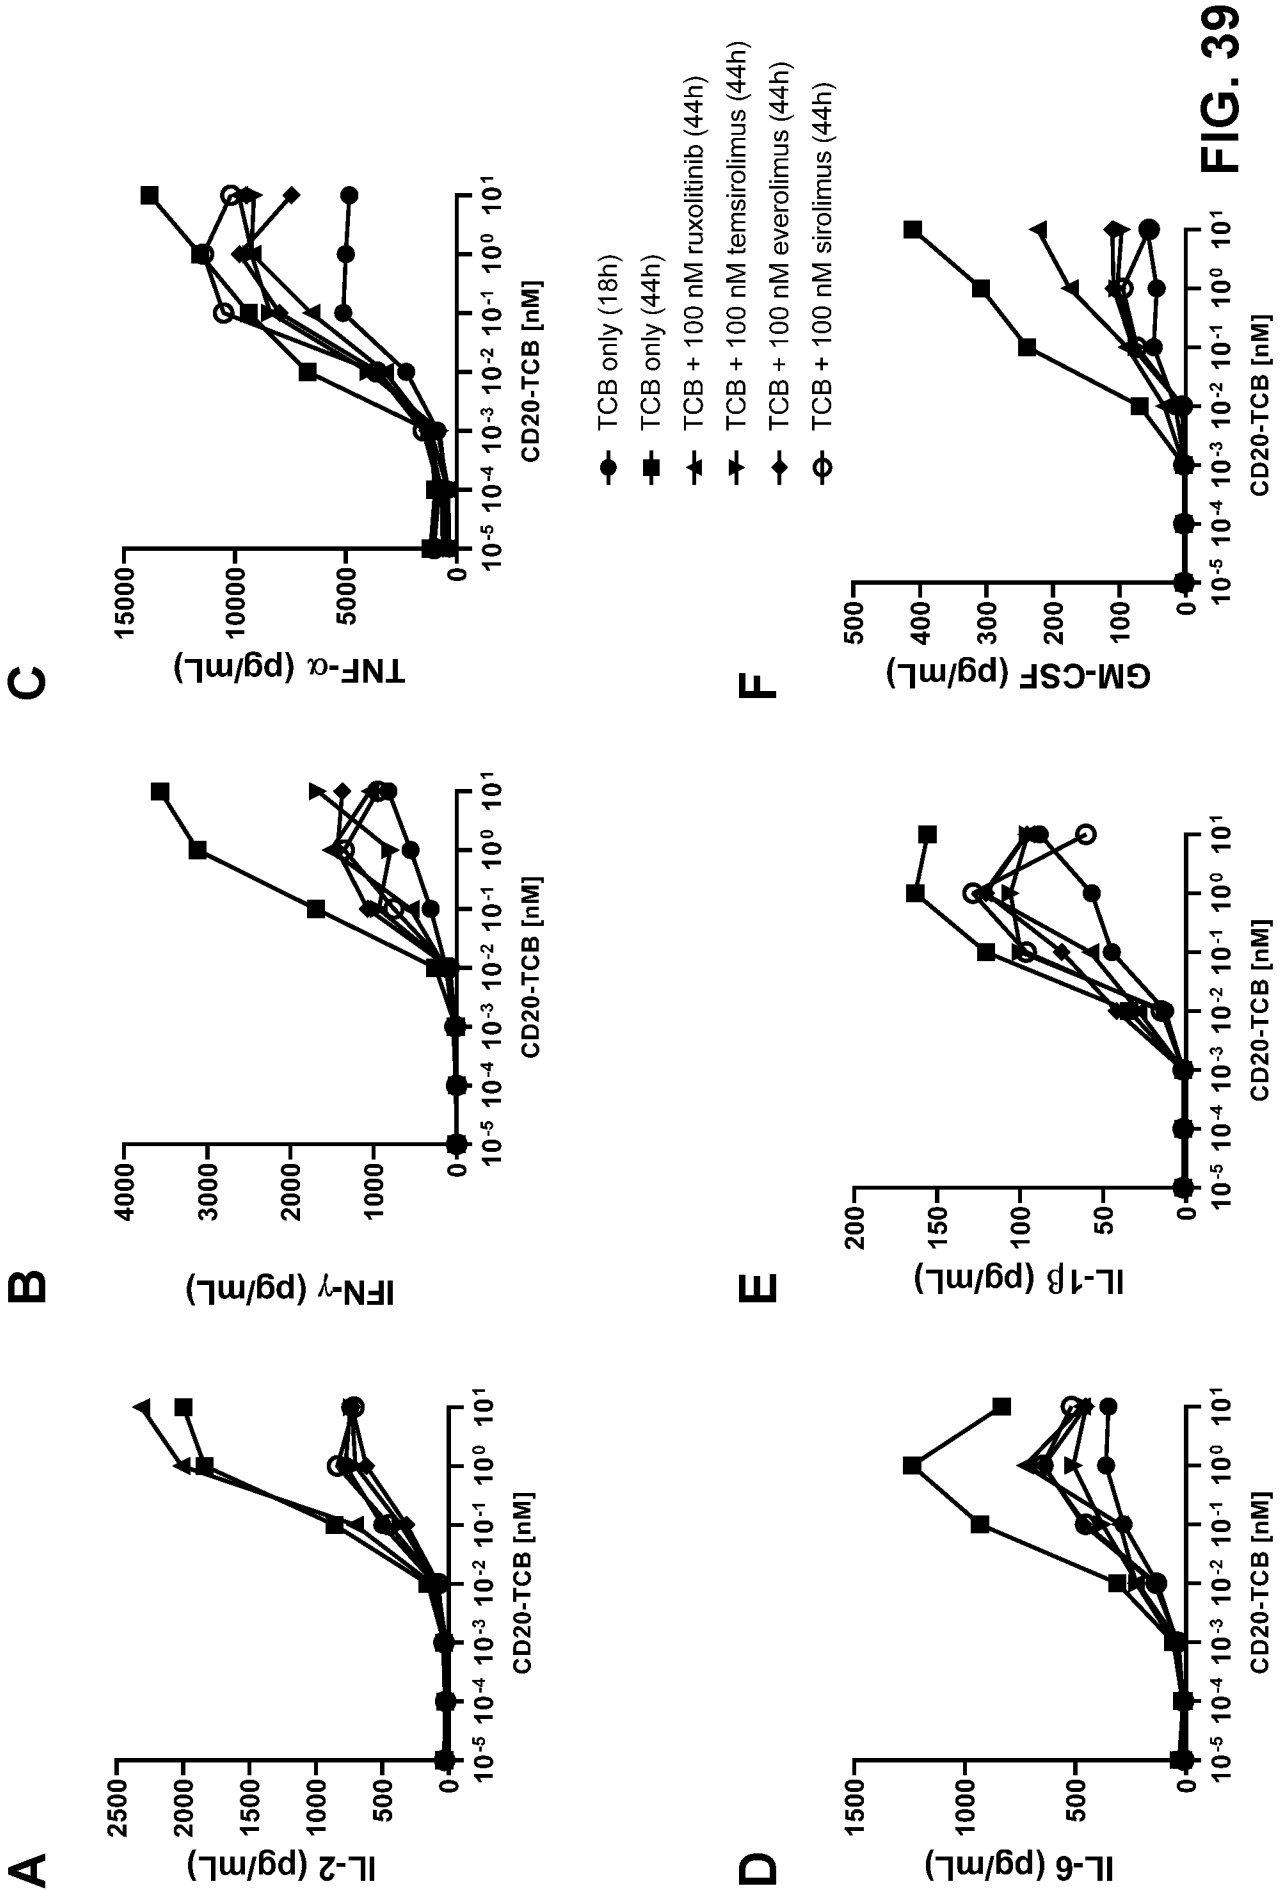 A
IL-2 (pg/mL)
2500
2000
1500
1000
500
0
10⁻⁵ 10⁻⁴ 10⁻³ 10⁻² 10⁻¹ 10⁰ 10¹
CD20-TCB [nM]
B
IFN-γ (pg/mL)
4000
3000
2000
1000
0
10⁻⁵ 10⁻⁴ 10⁻³ 10⁻² 10⁻¹ 10⁰ 10¹
CD20-TCB [nM]
C
TNF-α (pg/mL)
15000
10000
5000
0
10⁻⁵ 10⁻⁴ 10⁻³ 10⁻² 10⁻¹ 10⁰ 10¹
CD20-TCB [nM]
TCB only (18h)
TCB only (44h)
TCB + 100 nM ruxolitinib (44h)
TCB + 100 nM temsirolimus (44h)
TCB + 100 nM everolimus (44h)
TCB + 100 nM sirolimus (44h)
D
IL-6 (pg/mL)
1500
1000
500
0
10⁻⁵ 10⁻⁴ 10⁻³ 10⁻² 10⁻¹ 10⁰ 10¹
CD20-TCB [nM]
E
IL-1β (pg/mL)
200
150
100
50
0
10⁻⁵ 10⁻⁴ 10⁻³ 10⁻² 10⁻¹ 10⁰ 10¹
CD20-TCB [nM]
F
GM-CSF (pg/mL)
500
400
300
200
100
0
10⁻⁵ 10⁻⁴ 10⁻³ 10⁻² 10⁻¹ 10⁰ 10¹
CD20-TCB [nM]
FIG. 39